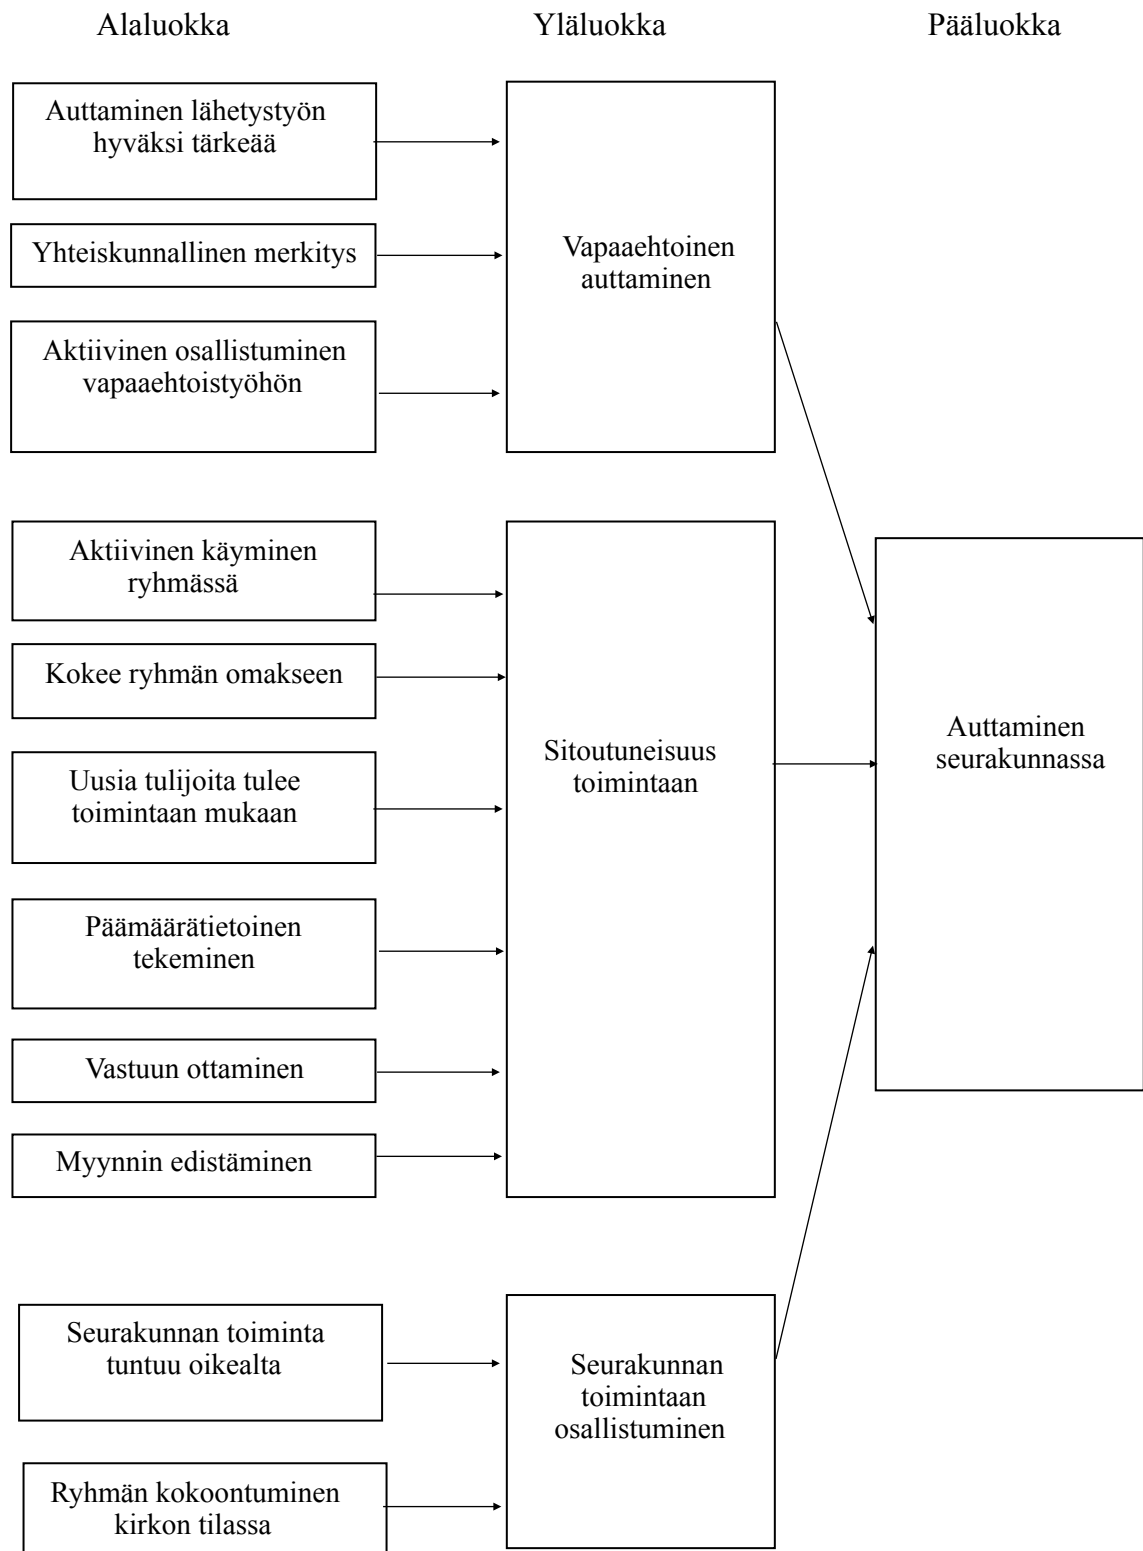 Alaluokka
Yläluokka
Pääluokka
Auttaminen lähetystyön
hyväksi tärkeää
Yhteiskunnallinen merkitys
Aktiivinen osallistuminen
vapaaehtoistyöhön
Vapaaehtoinen
auttaminen
Aktiivinen käyminen
ryhmässä
Kokee ryhmän omakseen
Uusia tulijoita tulee
toimintaan mukaan
Päämäärätietoinen
tekeminen
Vastuun ottaminen
Myynnin edistäminen
Sitoutuneisuus
toimintaan
Seurakunnan toiminta
tuntuu oikealta
Ryhmän kokoontuminen
kirkon tilassa
Seurakunnan
toimintaan
osallistuminen
Auttaminen
seurakunnassa